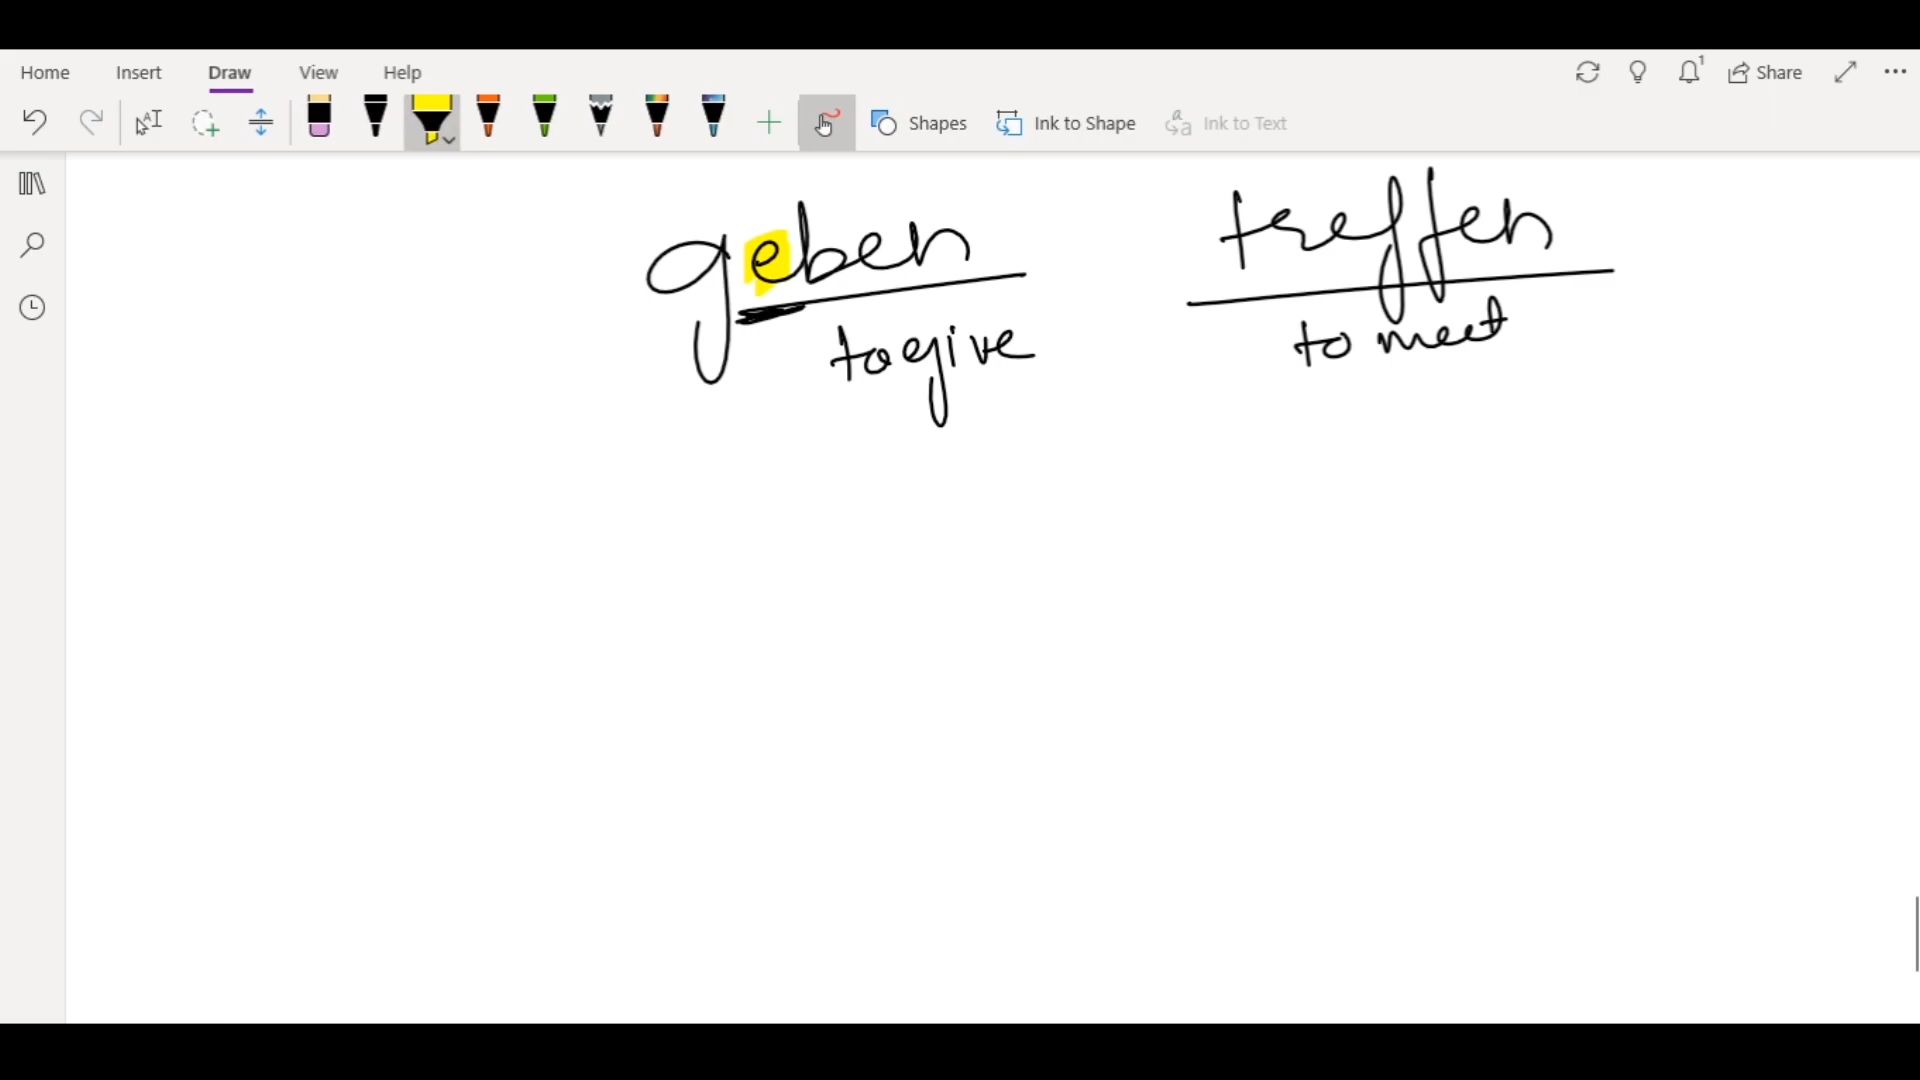 Home Insert Draw View Help
1
Share
Shapes Ink to Shape Ink to Text
geben treffen
to give to meet